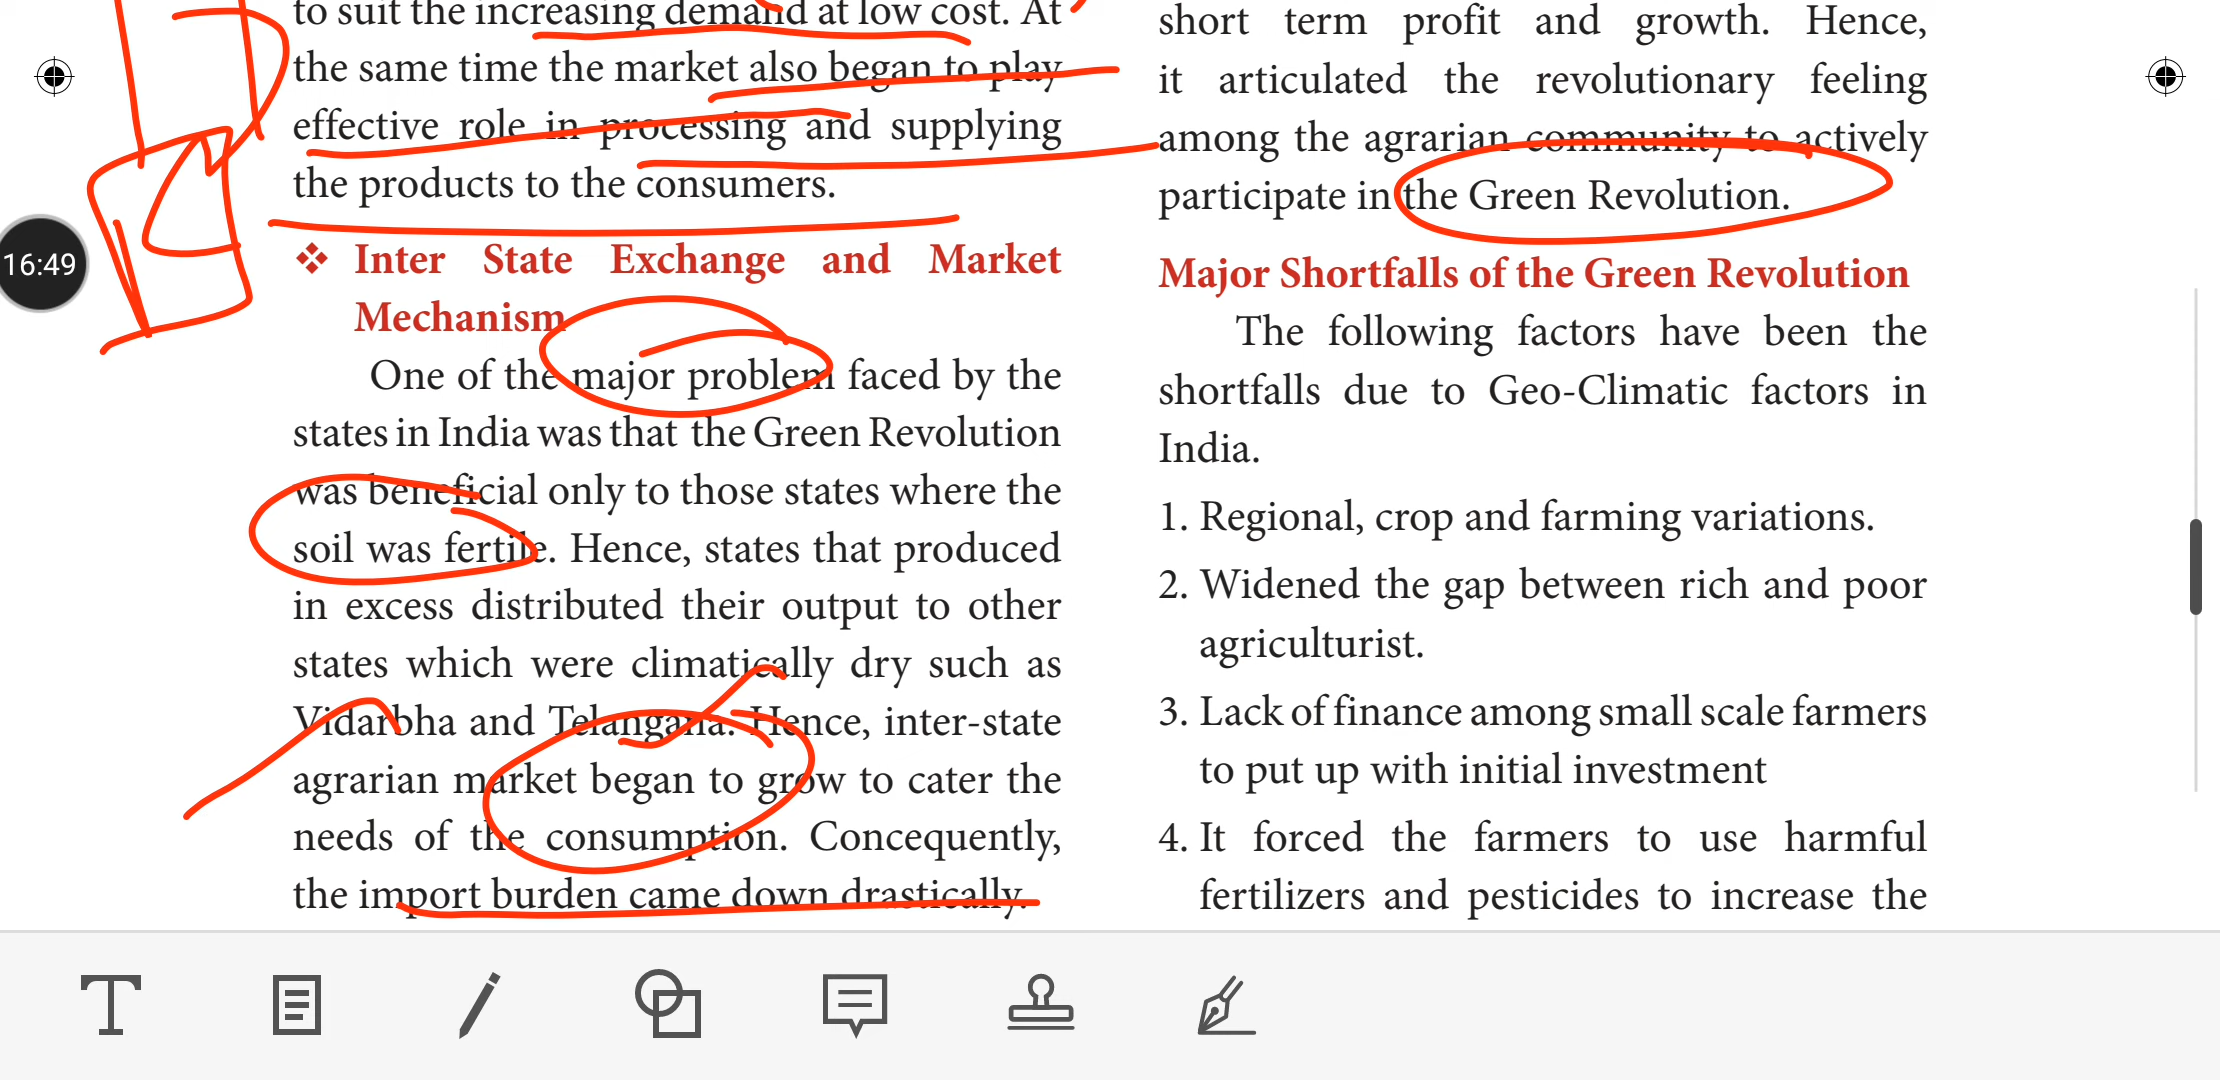 to suit the increasing demand at low cost. At
the same time the market also began to play
effective role in processing and supplying
the products to the consumers.
❖ Inter State Exchange and Market
Mechanism
One of the major problem faced by the
states in India was that the Green Revolution
was beneficial only to those states where the
soil was fertile. Hence, states that produced
in excess distributed their output to other
states which were climatically dry such as
Vidarbha and Telangana. Hence, inter-state
agrarian market began to grow to cater the
needs of the consumption. Concequently,
the import burden came down drastically.
short term profit and growth. Hence,
it articulated the revolutionary feeling
among the agrarian community to actively
participate in the Green Revolution.
Major Shortfalls of the Green Revolution
The following factors have been the
shortfalls due to Geo-Climatic factors in
India.
1. Regional, crop and farming variations.
2. Widened the gap between rich and poor
agriculturist.
3. Lack of finance among small scale farmers
to put up with initial investment
4. It forced the farmers to use harmful
fertilizers and pesticides to increase the
16:49